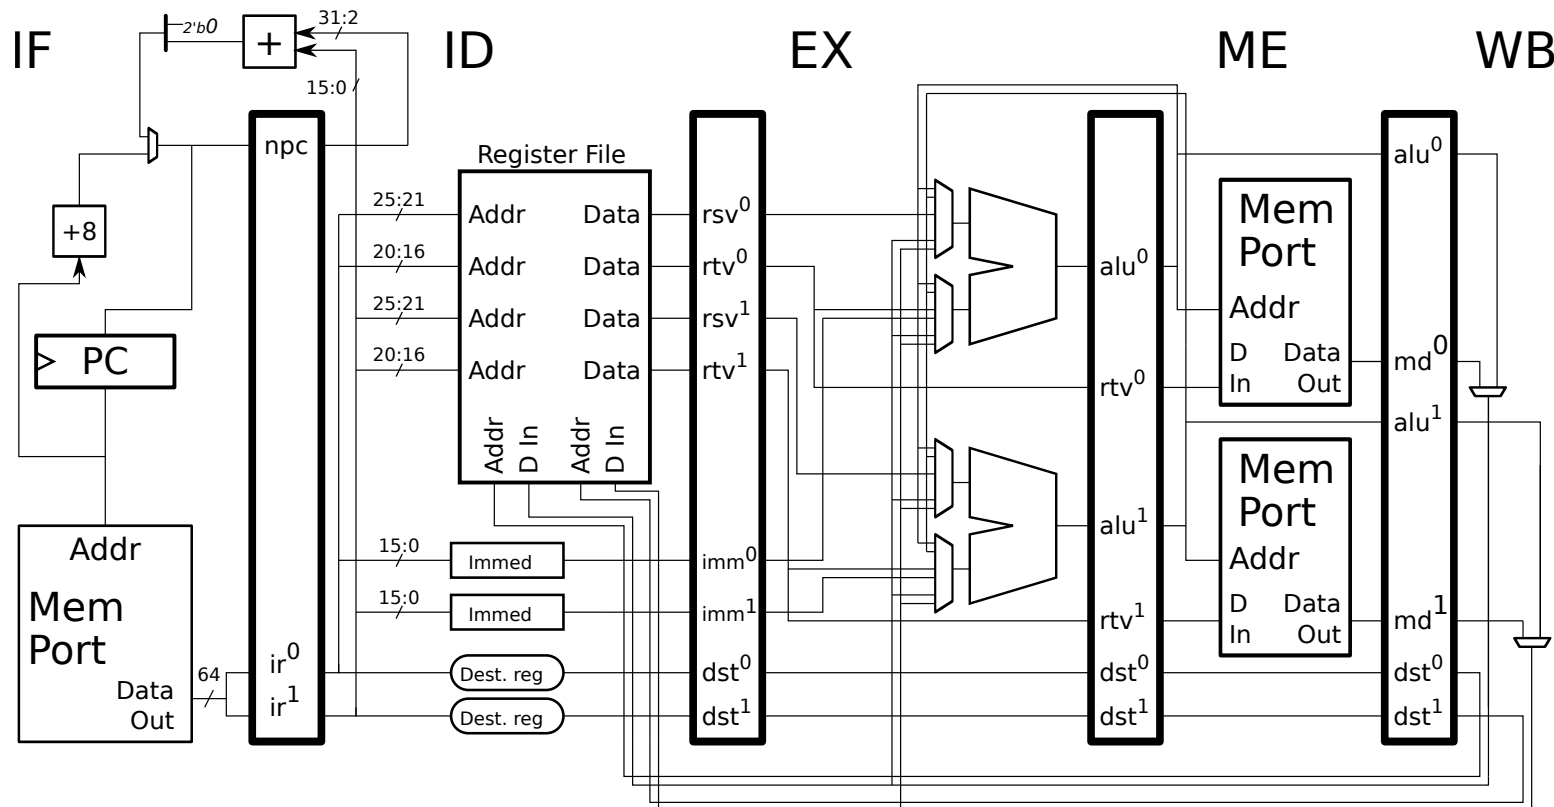 IF
ID
EX
ME
WB
2'b0
+
31:2
15:0
npc
+8
PC
Addr
Mem
Port
Data
Out
64
ir0
ir1
Register File
25:21
Addr
Data
20:16
Addr
Data
25:21
Addr
Data
20:16
Addr
Data
Addr
D In
Addr
D In
15:0
Immed
15:0
Immed
Dest. reg
Dest. reg
rsv0
rtv0
rsv1
rtv1
imm0
imm1
dst0
dst1
alu0
rtv0
alu1
rtv1
dst0
dst1
Mem
Port
Addr
D
In
Data
Out
Mem
Port
Addr
D
In
Data
Out
alu0
md0
alu1
md1
dst0
dst1